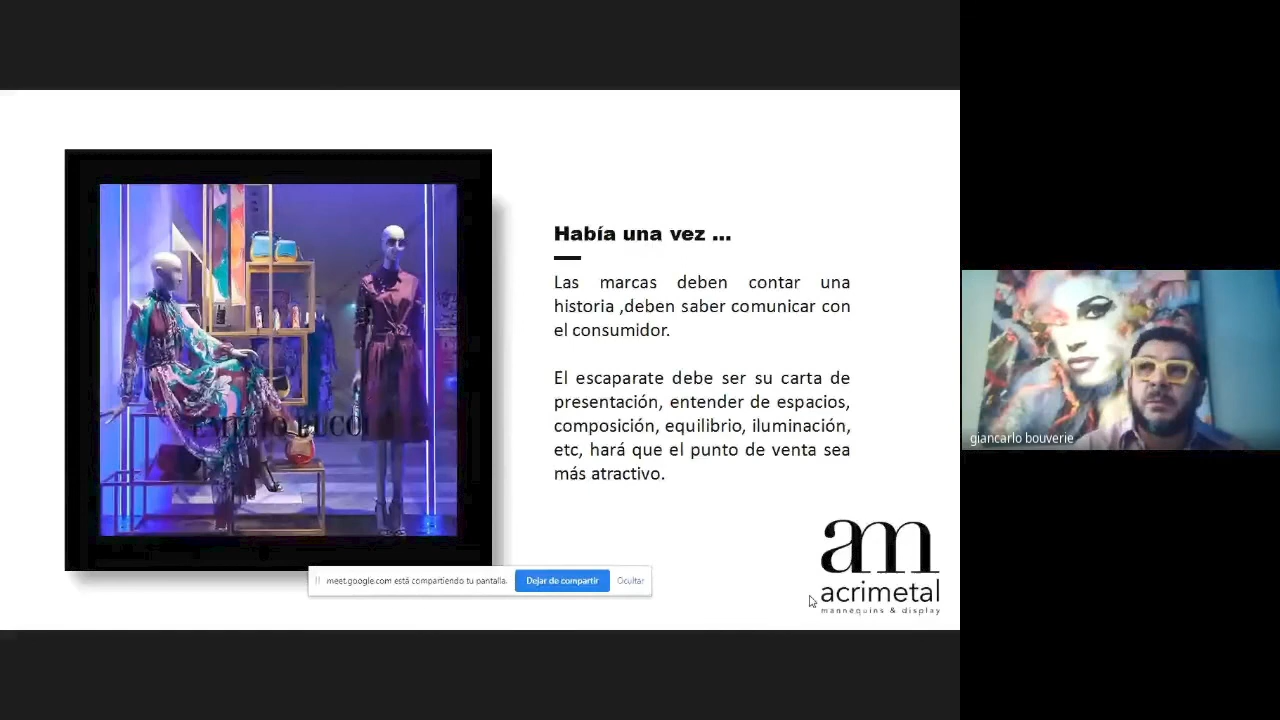 Había una vez ...
Las marcas deben contar una
historia ,deben saber comunicar con
el consumidor.
El escaparate debe ser su carta de
presentación, entender de espacios,
composición, equilibrio, iluminación,
etc, hará que el punto de venta sea
más atractivo.
EMILIO PUCCI
am
acrimetal
mannequins & display
meet.google.com está compartiendo tu pantalla.
Dejar de compartir
Ocultar
giancarlo bouverie